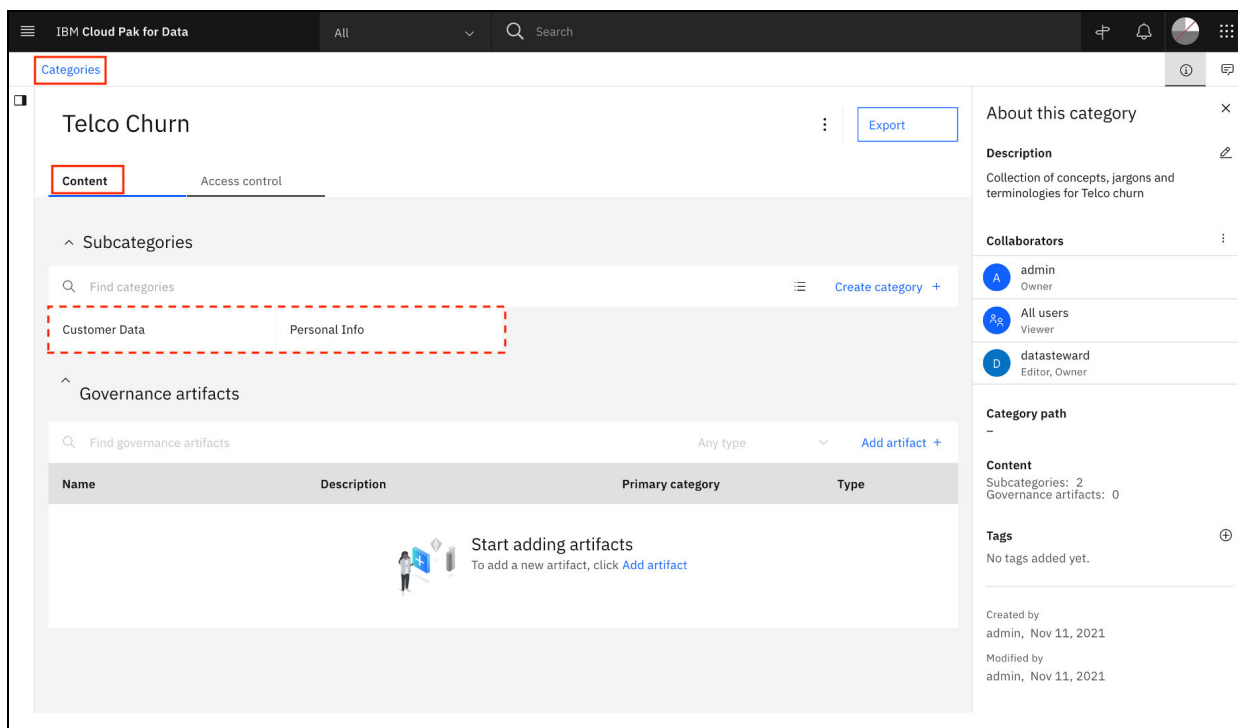 IBM Cloud Pak for Data
All
Search
Categories
Telco Churn
Export
Content
Access control
Subcategories
Find categories
Create category +
Customer Data
Personal Info
Governance artifacts
Find governance artifacts
Any type
Add artifact +
Name
Description
Primary category
Type
Start adding artifacts
To add a new artifact, click Add artifact
About this category
Description
Collection of concepts, jargons and
terminologies for Telco churn
Collaborators
A
admin
Owner
All users
Viewer
D
datasteward
Editor, Owner
Category path
–
Content
Subcategories: 2
Governance artifacts: 0
Tags
No tags added yet.
Created by
admin, Nov 11, 2021
Modified by
admin, Nov 11, 2021